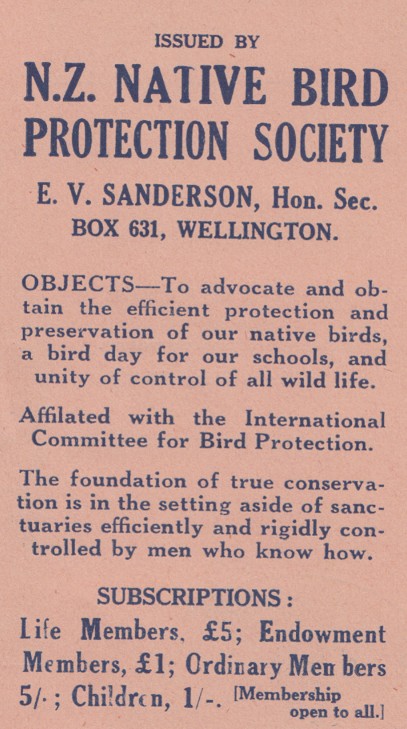 ISSUED BY
N.Z. NATIVE BIRD
PROTECTION SOCIETY
E. V. SANDERSON, Hon. Sec.
BOX 631, WELLINGTON.
OBJECTS—To advocate and ob-
tain the efficient protection and
preservation of our native birds,
a bird day for our schools, and
unity of control of all wild life.
Affilated with the International
Committee for Bird Protection.
The foundation of true conserva-
tion is in the setting aside of sanc-
tuaries efficiently and rigidly con-
trolled by men who know how.
SUBSCRIPTIONS:
Life Members, £5; Endowment
Members, £1; Ordinary Members
5/-; Children, 1/-. [Membership
open to all.]